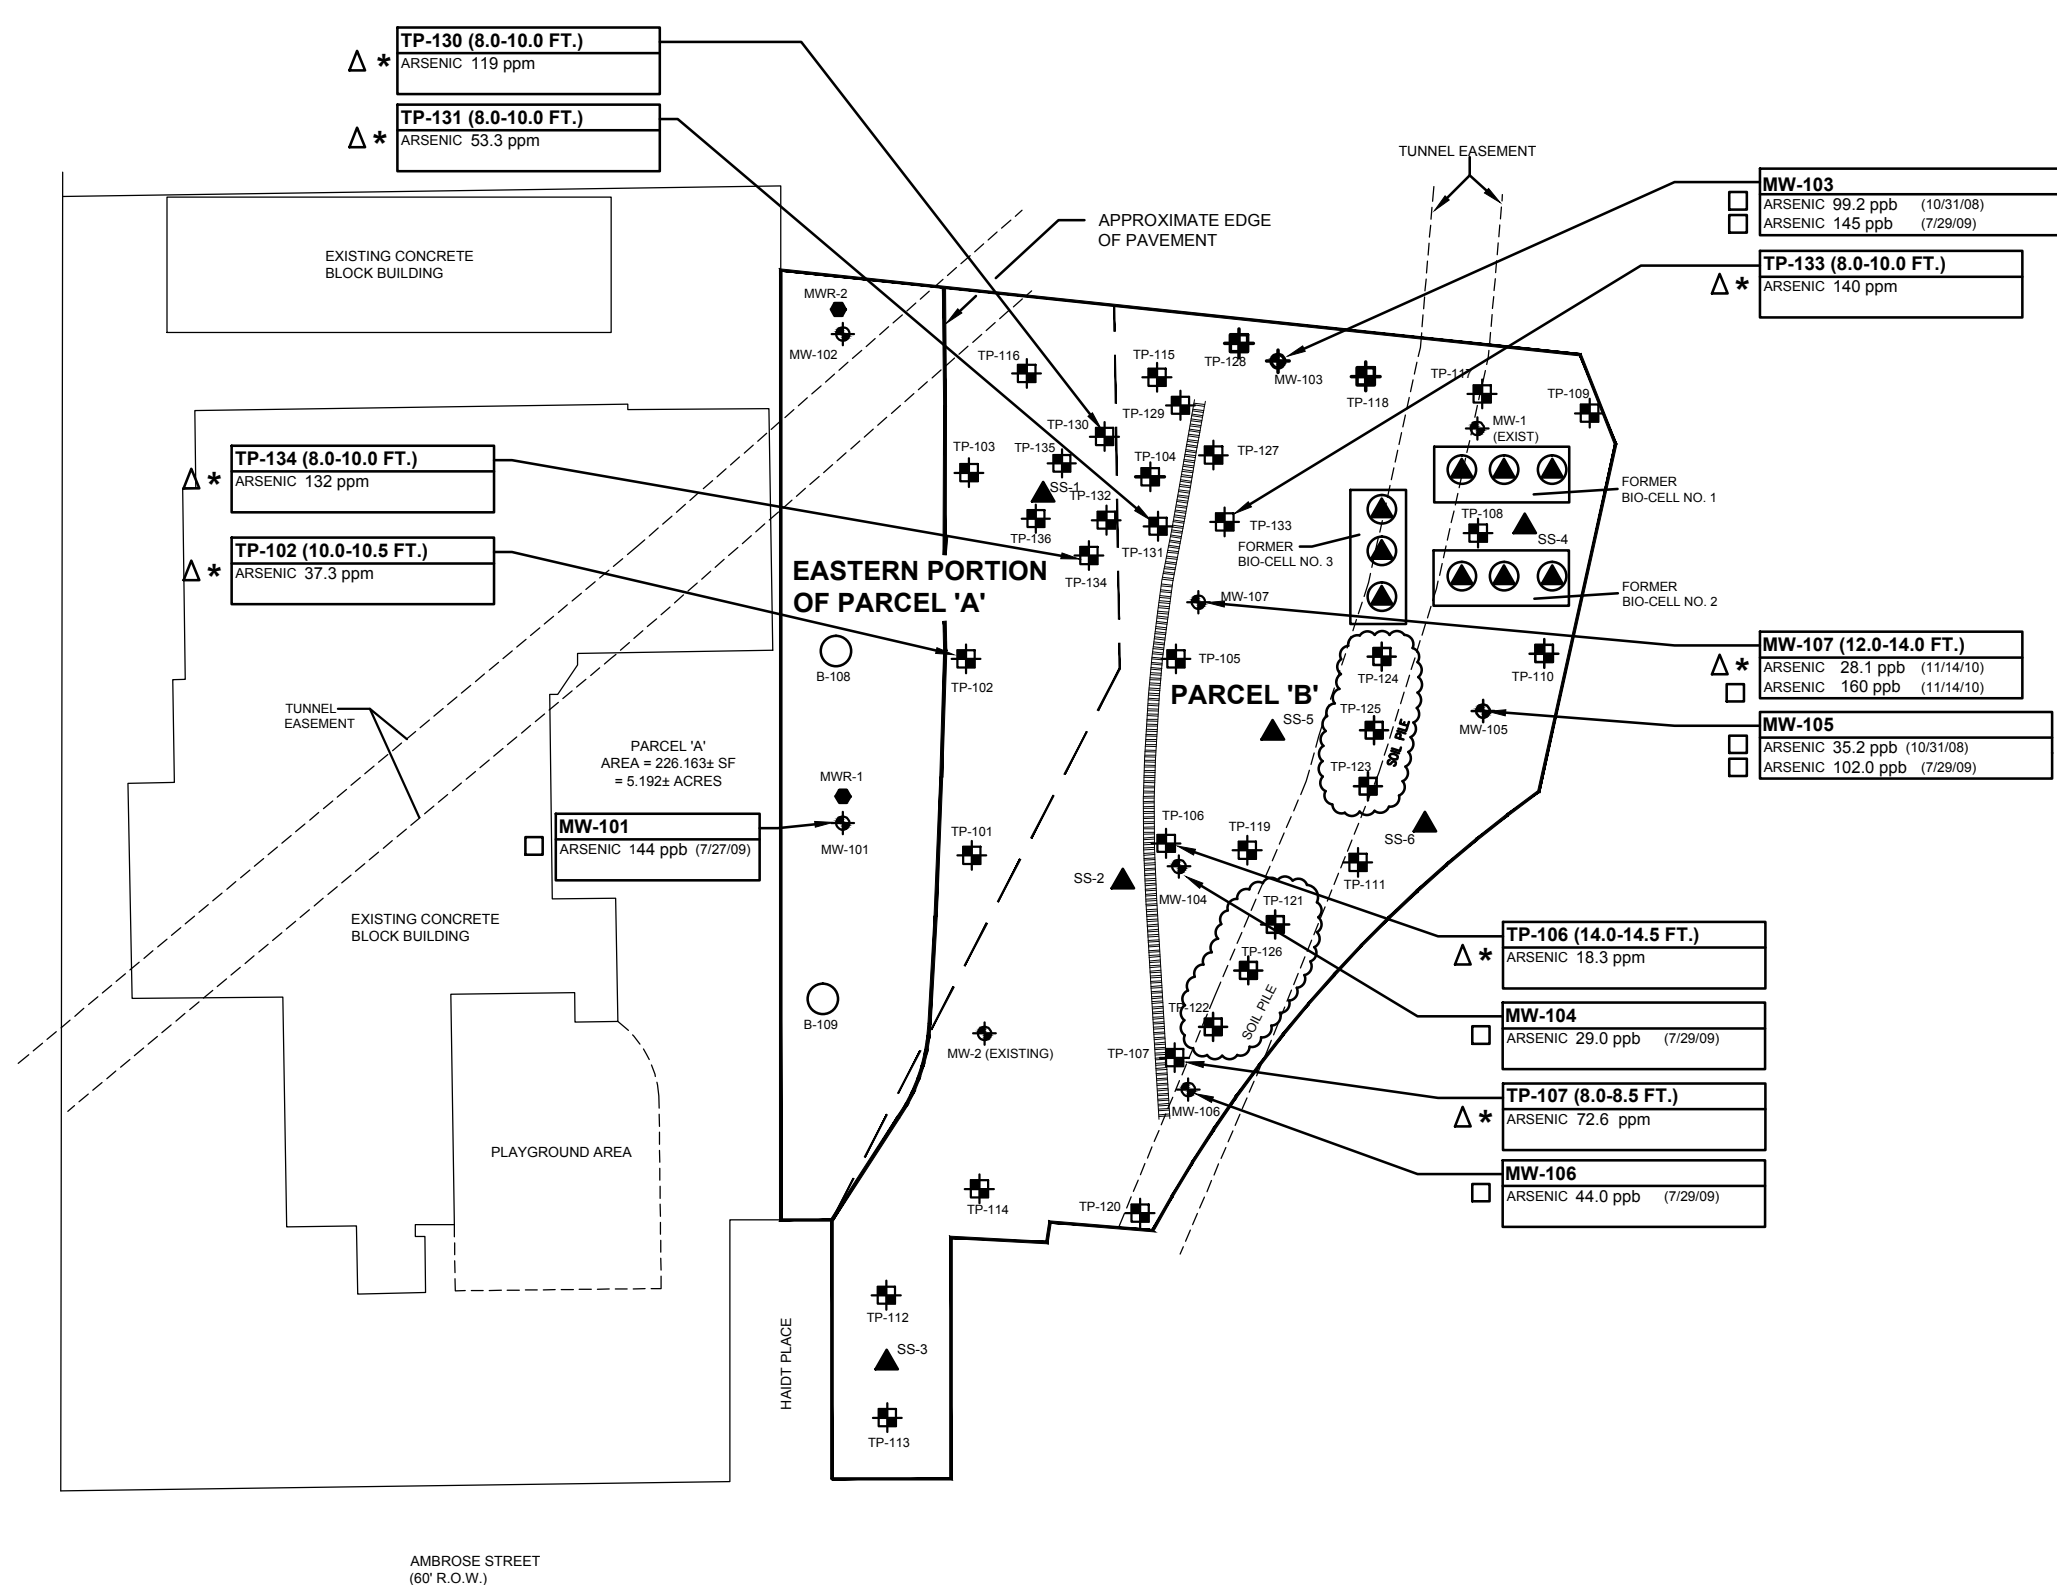 TP-130 (8.0-10.0 FT.)
* ARSENIC 119 ppm
TP-131 (8.0-10.0 FT.)
* ARSENIC 53.3 ppm
TUNNEL EASEMENT
MW-103
ARSENIC 99.2 ppb (10/31/08)
ARSENIC 145 ppb (7/29/09)
APPROXIMATE EDGE
OF PAVEMENT
EXISTING CONCRETE
BLOCK BUILDING
TP-133 (8.0-10.0 FT.)
* ARSENIC 140 ppm
MWR-2
MW-102
TP-116
TP-115
TP-128
MW-103
TP-118
TP-117
TP-109
TP-129
TP-130
MW-1
(EXIST)
TP-103
TP-135
TP-104
TP-127
TP-134 (8.0-10.0 FT.)
* ARSENIC 132 ppm
SS-1
TP-132
FORMER
BIO-CELL NO. 1
TP-108
SS-4
TP-136
TP-131
TP-133
FORMER
BIO-CELL NO. 3
TP-102 (10.0-10.5 FT.)
* ARSENIC 37.3 ppm
EASTERN PORTION
OF PARCEL 'A'
TP-134
MW-107
FORMER
BIO-CELL NO. 2
MW-107 (12.0-14.0 FT.)
* ARSENIC 28.1 ppb (11/14/10)
ARSENIC 160 ppb (11/14/10)
B-108
TP-102
TP-105
TP-124
TP-110
PARCEL 'B'
TUNNEL
EASEMENT
SS-5
TP-125
SOIL PILE
MW-105
MW-105
ARSENIC 35.2 ppb (10/31/08)
ARSENIC 102.0 ppb (7/29/09)
PARCEL 'A'
AREA = 226.163± SF
= 5.192± ACRES
TP-123
MWR-1
MW-101
ARSENIC 144 ppb (7/27/09)
MW-101
TP-101
TP-106
TP-119
SS-6
TP-111
SS-2
MW-104
TP-121
EXISTING CONCRETE
BLOCK BUILDING
TP-106 (14.0-14.5 FT.)
* ARSENIC 18.3 ppm
TP-126
TP-122
SOIL PILE
MW-104
ARSENIC 29.0 ppb (7/29/09)
B-109
MW-2 (EXISTING)
TP-107
MW-106
TP-107 (8.0-8.5 FT.)
* ARSENIC 72.6 ppm
PLAYGROUND AREA
MW-106
ARSENIC 44.0 ppb (7/29/09)
TP-114
TP-120
TP-112
HAIDT PLACE
SS-3
TP-113
AMBROSE STREET
(60' R.O.W.)